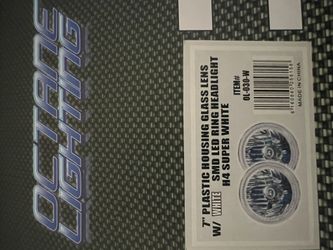 OCTANE
LIGHTING
7" PLASTIC HOUSING GLASS LENS
SMD LED RING HEADLIGHT
W/ WHITE H4 SUPER WHITE
ITEM#
OL-030-W
MADE IN CHINA